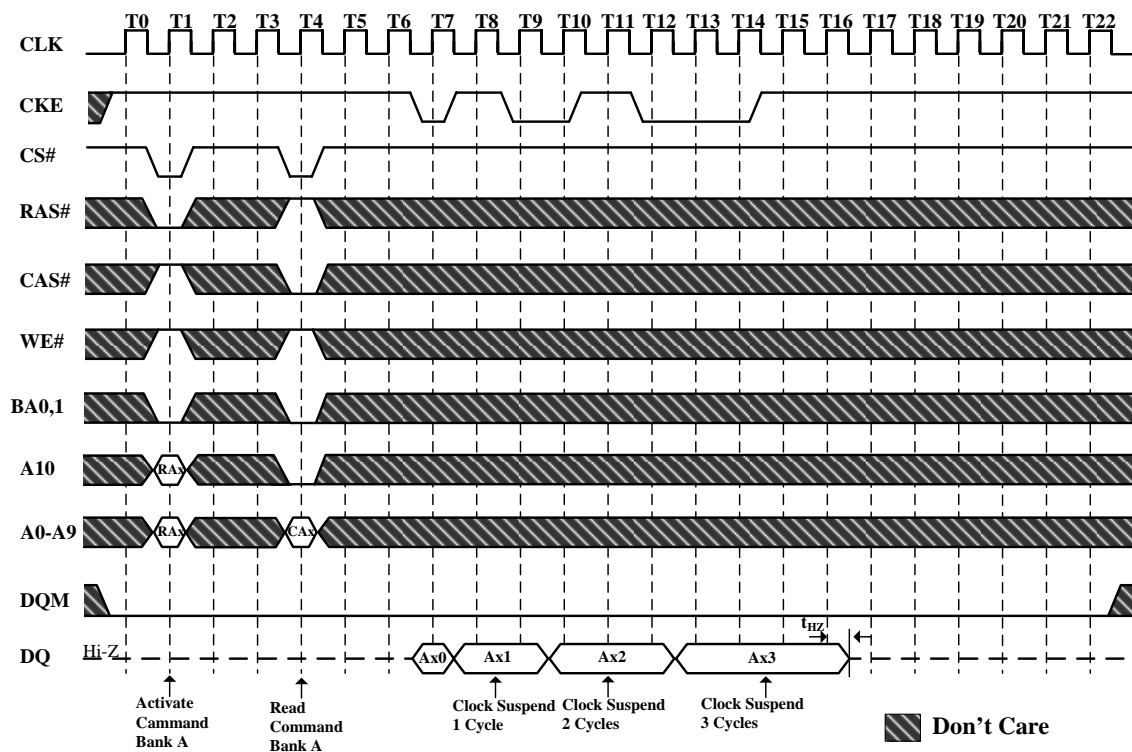 T0 T1 T2 T3 T4 T5 T6 T7 T8 T9 T10 T11 T12 T13 T14 T15 T16 T17 T18 T19 T20 T21 T22
CLK
CKE
CS#
RAS#
CAS#
WE#
BA0,1
A10 RAx
A0-A9 RAx CAx
DQM
tHZ
DQ Hi-Z Ax0 Ax1 Ax2 Ax3
Activate
Cammand
Bank A
Read
Command
Bank A
Clock Suspend
1 Cycle
Clock Suspend
2 Cycles
Clock Suspend
3 Cycles
Don't Care